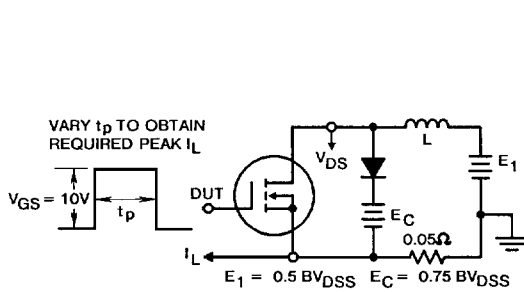 VARY tp TO OBTAIN
REQUIRED PEAK IL
VGS = 10V
tp
DUT
VDS
L
E1
EC
0.05Ω
IL
E1 = 0.5 BVDSS EC = 0.75 BVDSS